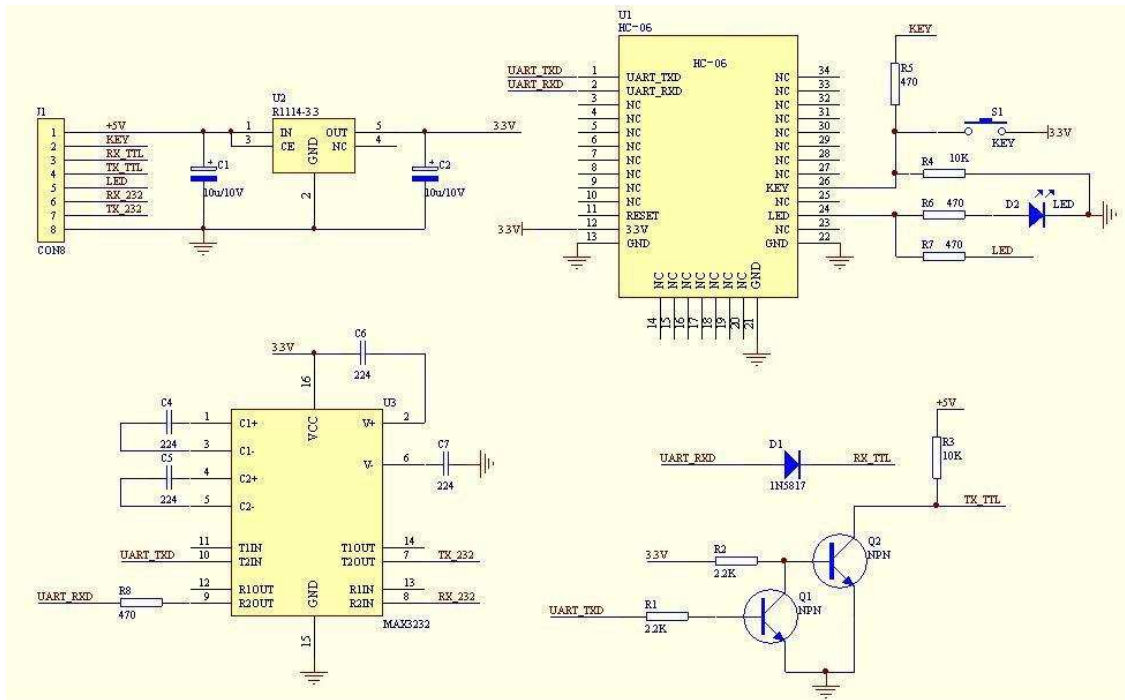 J1
1 +5V
2 KEY
3 RX_TTL
4 TX_TTL
5 LED
6 RX_232
7 TX_232
8
CON8
U2
R1114-3.3
1 IN OUT 5
3 CE NC 4
GND
2
3.3V
+ C1
10u/10V
+ C2
10u/10V
U1
HC-06
HC-06
UART_TXD 1 UART_TXD NC 34
UART_RXD 2 UART_RXD NC 33
3 NC NC 32
4 NC NC 31
5 NC NC 30
6 NC NC 29
7 NC NC 28
8 NC NC 27
9 NC KEY 26
10 NC NC 25
11 RESET LED 24
3.3V 12 3.3V NC 23
13 GND GND 22
NC NC NC NC NC NC NC GND
14 15 16 17 18 19 20 21
KEY
R5
470
S1
KEY
3.3V
R4 10K
R6 470 D2 LED
R7 470 LED
3.3V
C6
224
16
U3
C4
224
C5
224
1 C1+ VCC V+ 2
3 C1-
4 C2+ V- 6
5 C2-
C7
224
11 T1IN T1OUT 14
UART_TXD 10 T2IN T2OUT 7 TX_232
12 R1OUT R1IN 13
UART_RXD R8 470 9 R2OUT GND R2IN 8 RX_232
MAX3232
15
+5V
R3
10K
D1
UART_RXD RX_TTL
1N5817
TX_TTL
Q2
NPN
3.3V R2
2.2K
Q1
NPN
UART_TXD R1
2.2K